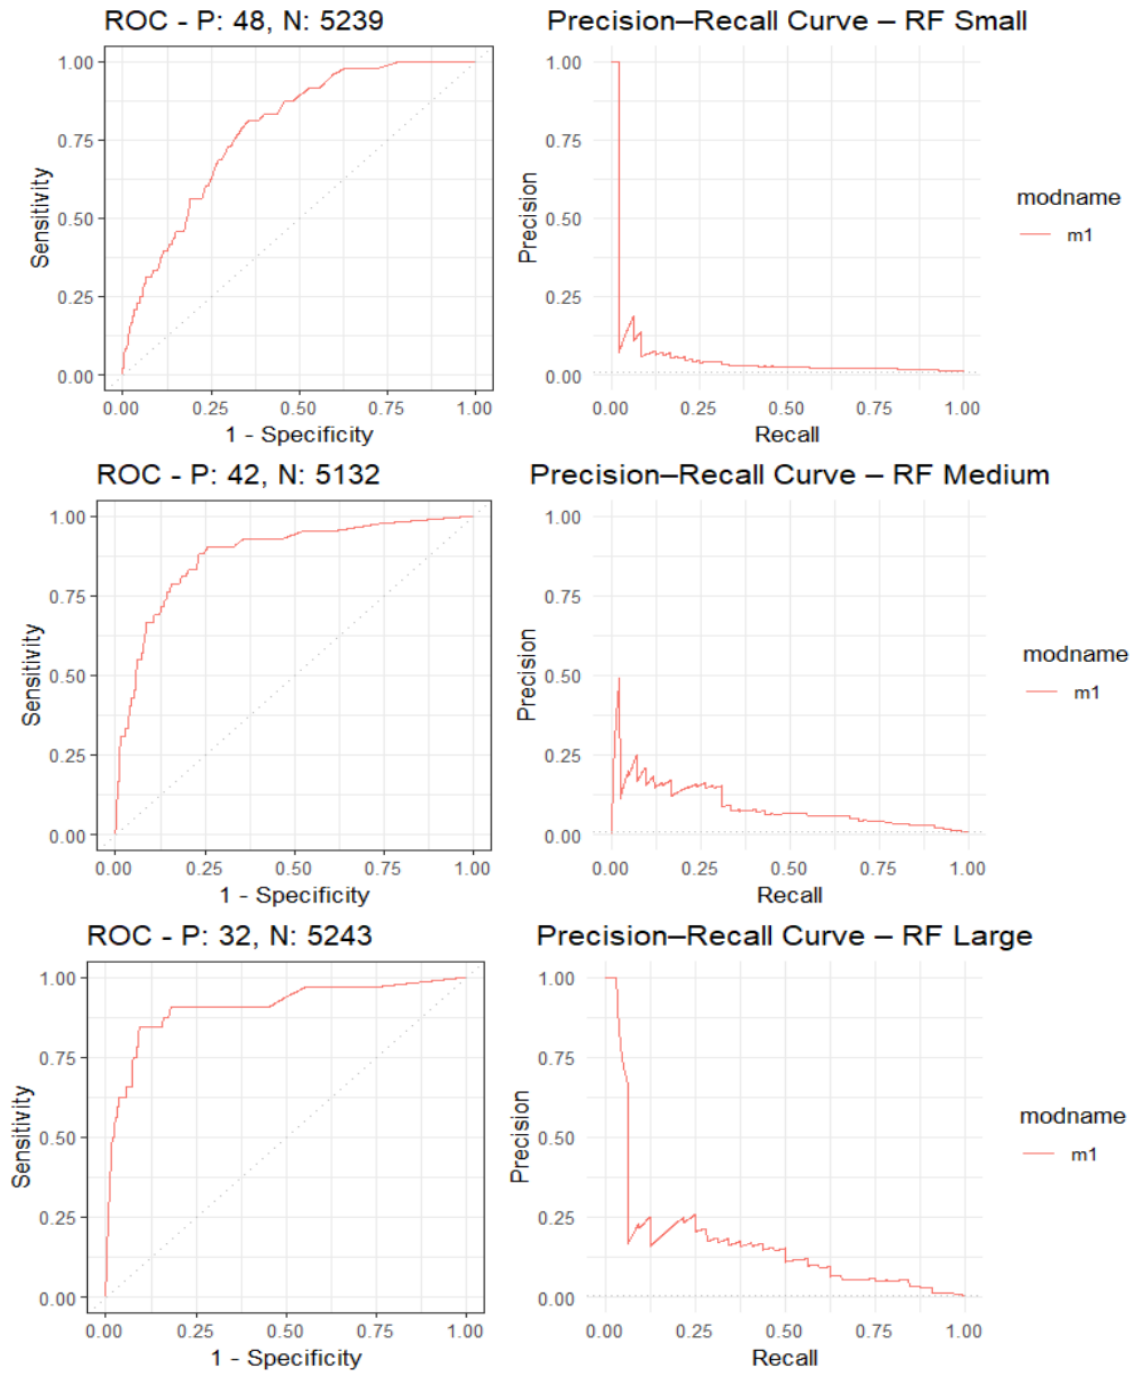 ROC - P: 48, N: 5239
Precision–Recall Curve – RF Small
1.00
0.75
0.50
0.25
0.00
Sensitivity
0.00 0.25 0.50 0.75 1.00
1 - Specificity
1.00
0.75
0.50
0.25
0.00
Precision
0.00 0.25 0.50 0.75 1.00
Recall
modname
m1
ROC - P: 42, N: 5132
Precision–Recall Curve – RF Medium
1.00
0.75
0.50
0.25
0.00
Sensitivity
0.00 0.25 0.50 0.75 1.00
1 - Specificity
1.00
0.75
0.50
0.25
0.00
Precision
0.00 0.25 0.50 0.75 1.00
Recall
modname
m1
ROC - P: 32, N: 5243
Precision–Recall Curve – RF Large
1.00
0.75
0.50
0.25
0.00
Sensitivity
0.00 0.25 0.50 0.75 1.00
1 - Specificity
1.00
0.75
0.50
0.25
0.00
Precision
0.00 0.25 0.50 0.75 1.00
Recall
modname
m1